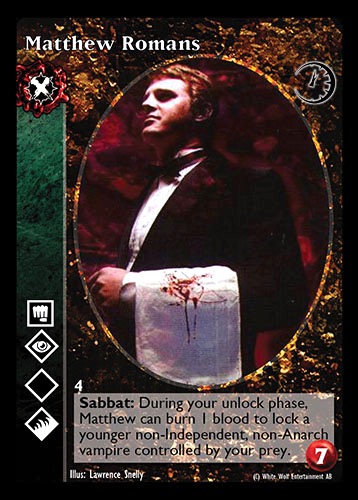 Matthew Romans
4
Sabbat: During your unlock phase,
Matthew can burn 1 blood to lock a
younger non-Independent, non-Anarch
vampire controlled by your prey.
7
Illus: Lawrence Snelly
(C) White Wolf Entertainment AB